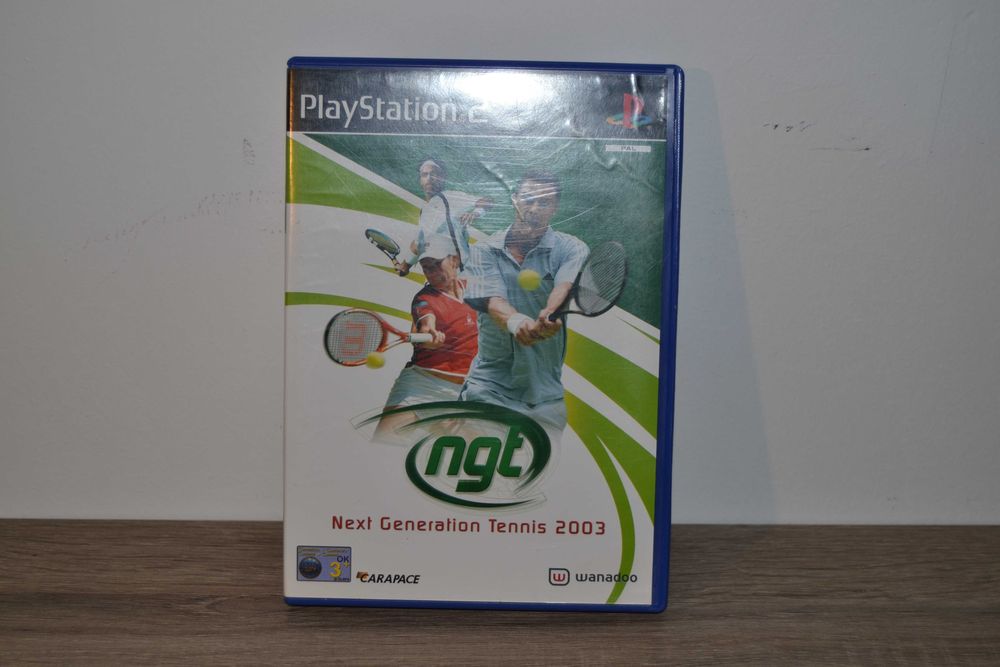 PlayStation 2
PAL
ngt
Next Generation Tennis 2003
OK
3+
CARAPACE
wanadoo